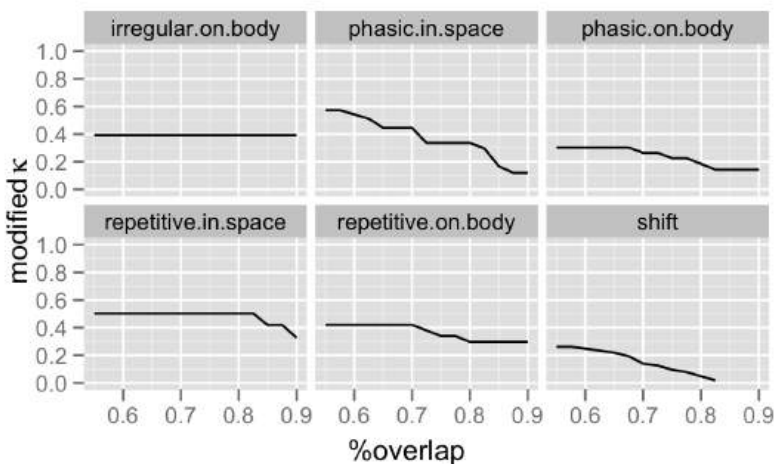 irregular.on.body phasic.in.space phasic.on.body
1.0
0.8
0.6
0.4
0.2
0.0
repetitive.in.space repetitive.on.body shift
1.0
0.8
0.6
0.4
0.2
0.0
modified κ
0.6 0.7 0.8 0.9 0.6 0.7 0.8 0.9 0.6 0.7 0.8 0.9
%overlap